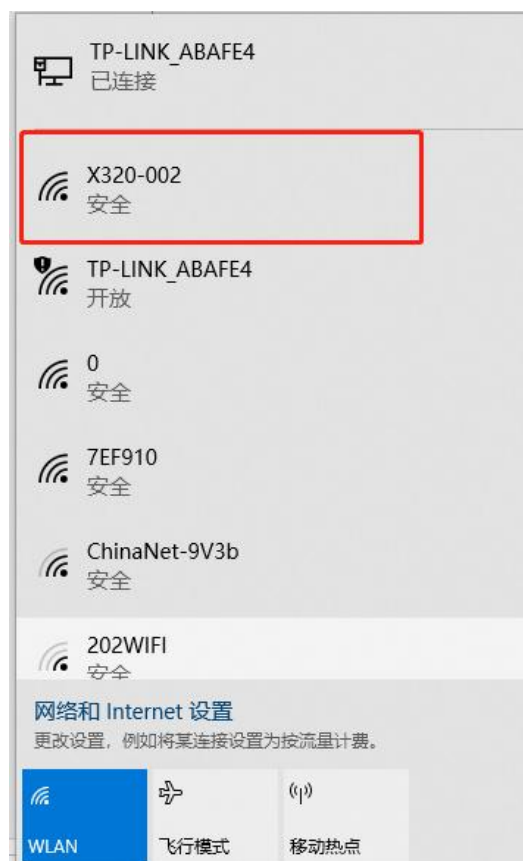 TP-LINK_ABAFE4
已连接
X320-002
安全
TP-LINK_ABAFE4
开放
0
安全
7EF910
安全
ChinaNet-9V3b
安全
202WIFI
安全
网络和 Internet 设置
更改设置，例如将某连接设置为按流量计费。
WLAN
飞行模式
移动热点